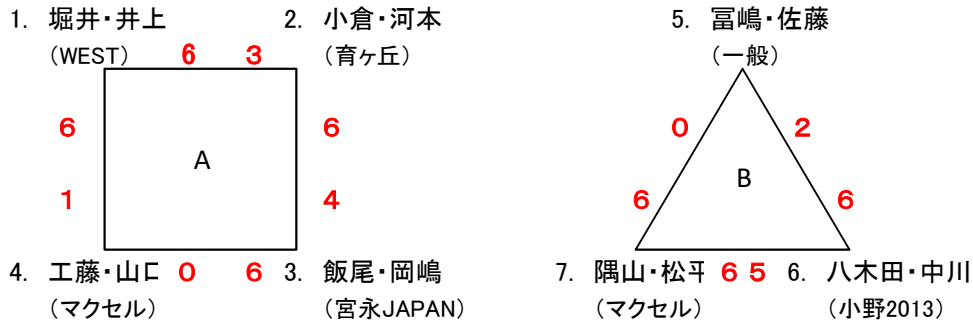 1. 堀井・井上
(WEST)
2. 小倉・河本
(育ヶ丘)
5. 冨嶋・佐藤
(一般)
6 3
6 6
A
1 4
0 2
B
6 6
4. 工藤・山口
(マクセル)
0 6
3. 飯尾・岡嶋
(宮永JAPAN)
7. 隅山・松平
(マクセル)
6 5
6. 八木田・中川
(小野2013)